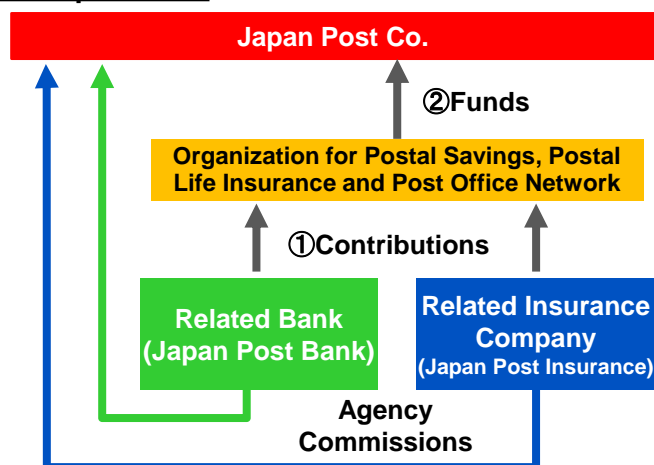 Japan Post Co.
②Funds
Organization for Postal Savings, Postal
Life Insurance and Post Office Network
①Contributions
Related Bank
(Japan Post Bank)
Related Insurance
Company
(Japan Post Insurance)
Agency
Commissions